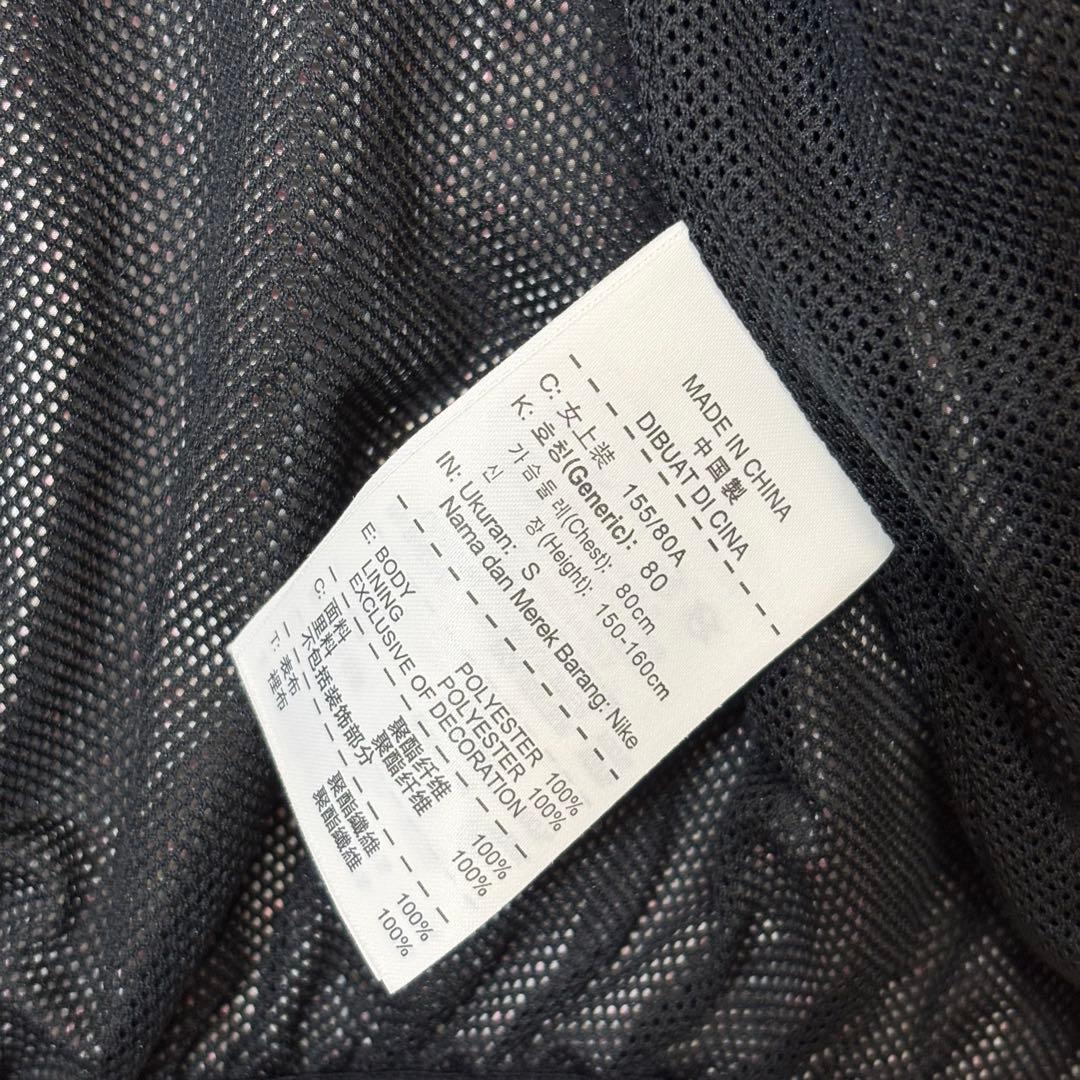 MADE IN CHINA
中国製
DIBUAT DI CINA
C: 女上装 155/80A
K: 호칭(Generic): 80
가슴둘레(Chest): 80cm
신 장(Height): 150-160cm
IN: Ukuran: S
Nama dan Merek Barang: Nike
E: BODY POLYESTER 100%
LINING POLYESTER 100%
EXCLUSIVE OF DECORATION
C: 面料 聚酯纤维 100%
里料 聚酯纤维 100%
不包括装饰部分
T: 表布 聚酯纖維 100%
裡布 聚酯纖維 100%